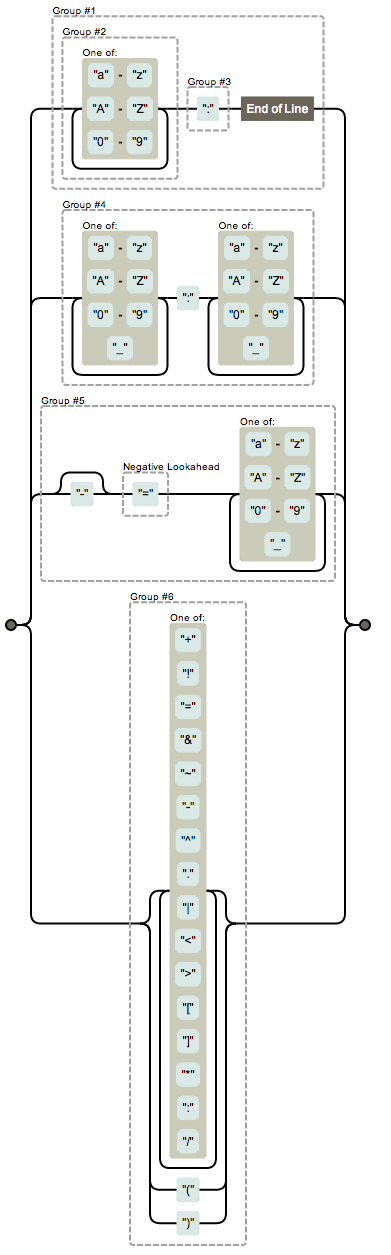 Group #1
Group #2
One of:
"a" - "z"
Group #3
"A" - "Z"
":"
End of Line
"0" - "9"
Group #4
One of:
One of:
"a" - "z"
"a" - "z"
"A" - "Z"
"A" - "Z"
":"
"0" - "9"
"0" - "9"
"_"
"_"
Group #5
One of:
"a" - "z"
Negative Lookahead
"A" - "Z"
"-"
"="
"0" - "9"
"_"
Group #6
One of:
"+"
"!"
"="
"&"
"~"
"-"
"^"
"."
"|"
"<"
">"
"["
"]"
"*"
":"
"/"
"("
")"